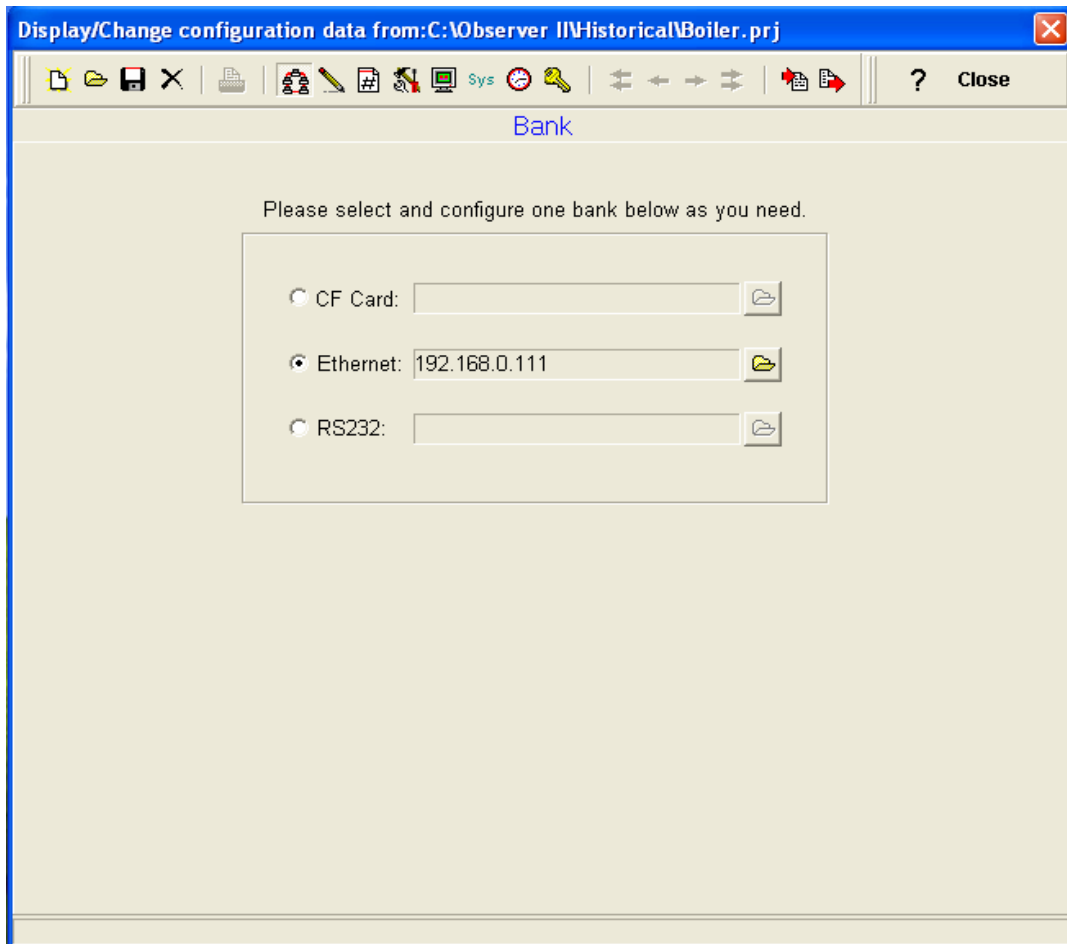 Display/Change configuration data from:C:\Observer II\Historical\Boiler.prj
Sys ? Close
Bank
Please select and configure one bank below as you need.
CF Card:
Ethernet: 192.168.0.111
RS232: